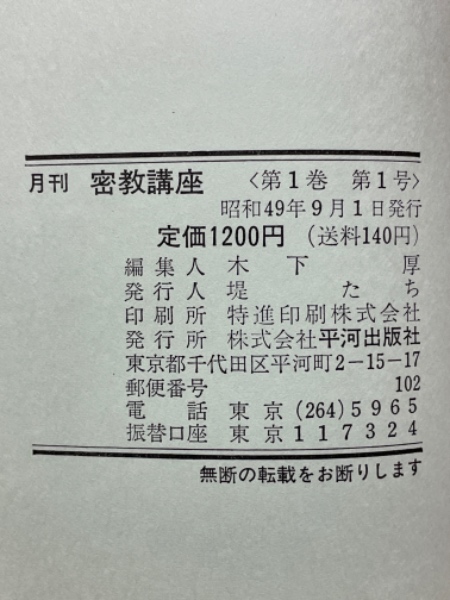 月刊 密教講座 〈第1巻 第1号〉
昭和49年9月1日発行
定価1200円 (送料140円)
編集人 木下厚
発行人 堤たち
印刷所 特進印刷株式会社
発行所 株式会社平河出版社
東京都千代田区平河町2-15-17
郵便番号 102
電話 東京 (264) 5965
振替口座 東京 117324
無断の転載をお断りします